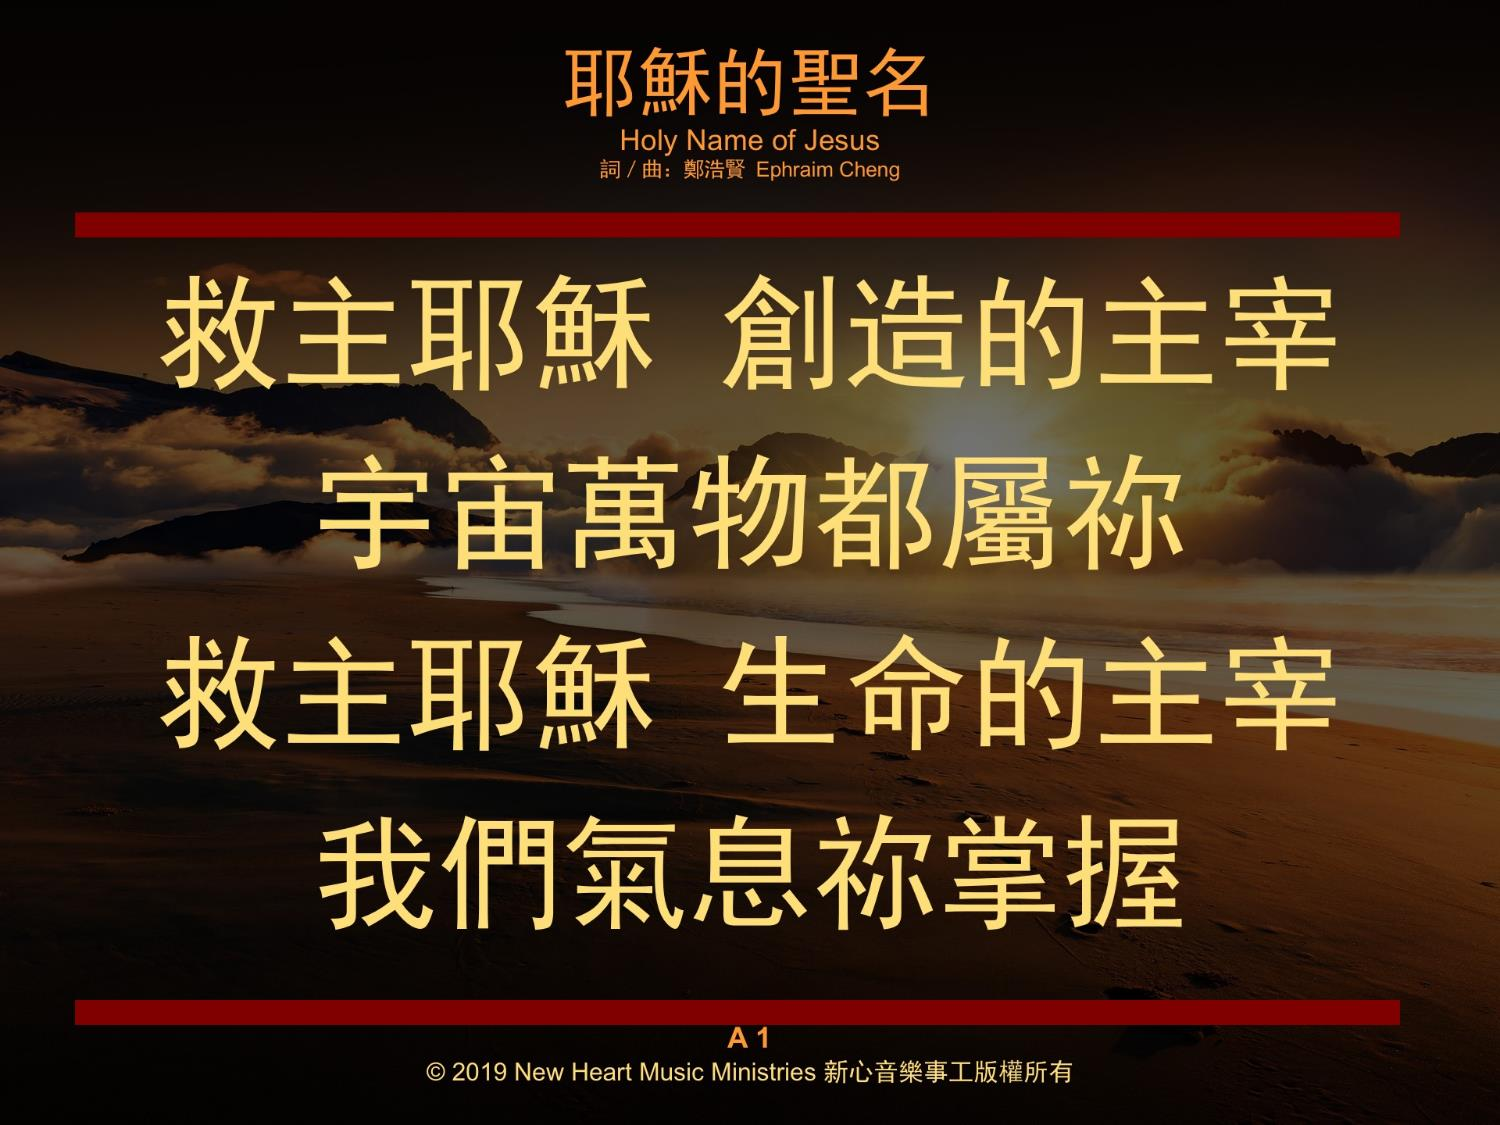 耶穌的聖名
Holy Name of Jesus
詞 / 曲：鄭浩賢 Ephraim Cheng
救主耶穌 創造的主宰
宇宙萬物都屬祢
救主耶穌 生命的主宰
我們氣息祢掌握
A 1
© 2019 New Heart Music Ministries 新心音樂事工版權所有